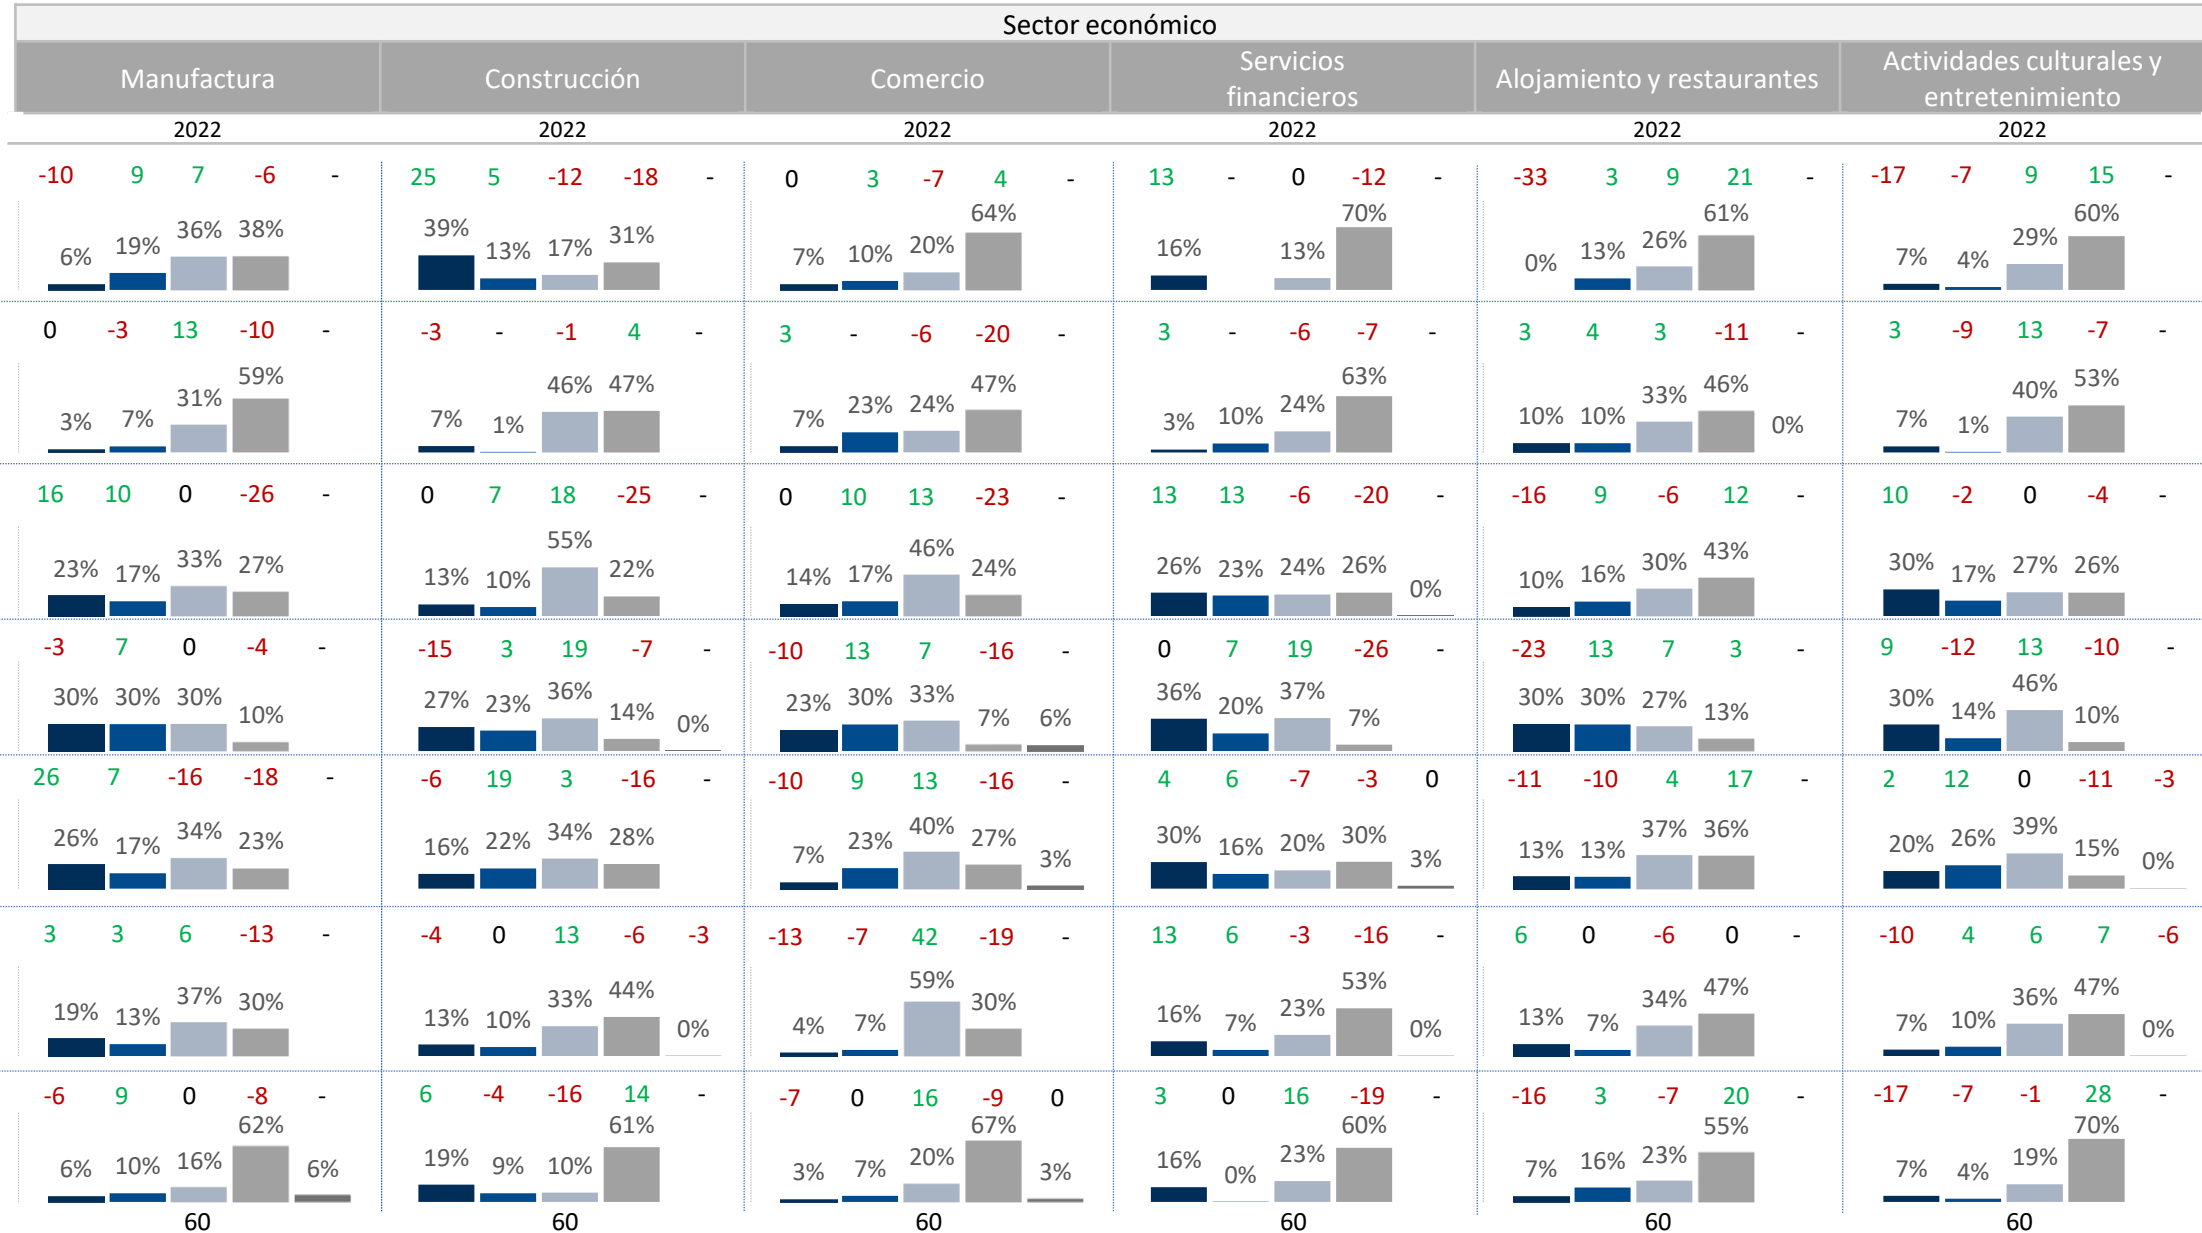 Sector económico
Manufactura Construcción Comercio Servicios financieros Alojamiento y restaurantes Actividades culturales y entretenimiento
2022 2022 2022 2022 2022 2022
-10 9 7 -6 - 25 5 -12 -18 - 0 3 -7 4 - 13 - 0 -12 - -33 3 9 21 - -17 -7 9 15 -
6% 19% 36% 38% 39% 13% 17% 31% 7% 10% 20% 64% 16% 13% 70% 0% 13% 26% 61% 7% 4% 29% 60%
0 -3 13 -10 - -3 - -1 4 - 3 - -6 -20 - 3 - -6 -7 - 3 4 3 -11 - 3 -9 13 -7 -
3% 7% 31% 59% 7% 1% 46% 47% 7% 23% 24% 47% 3% 10% 24% 63% 10% 10% 33% 46% 0% 7% 1% 40% 53%
16 10 0 -26 - 0 7 18 -25 - 0 10 13 -23 - 13 13 -6 -20 - -16 9 -6 12 - 10 -2 0 -4 -
23% 17% 33% 27% 13% 10% 55% 22% 14% 17% 46% 24% 26% 23% 24% 26% 0% 10% 16% 30% 43% 30% 17% 27% 26%
-3 7 0 -4 - -15 3 19 -7 - -10 13 7 -16 - 0 7 19 -26 - -23 13 7 3 - 9 -12 13 -10 -
30% 30% 30% 10% 27% 23% 36% 14% 0% 23% 30% 33% 7% 6% 36% 20% 37% 7% 30% 30% 27% 13% 30% 14% 46% 10%
26 7 -16 -18 - -6 19 3 -16 - -10 9 13 -16 - 4 6 -7 -3 0 -11 -10 4 17 - 2 12 0 -11 -3
26% 17% 34% 23% 16% 22% 34% 28% 7% 23% 40% 27% 3% 30% 16% 20% 30% 3% 13% 13% 37% 36% 20% 26% 39% 15% 0%
3 3 6 -13 - -4 0 13 -6 -3 -13 -7 42 -19 - 13 6 -3 -16 - 6 0 -6 0 - -10 4 6 7 -6
19% 13% 37% 30% 13% 10% 33% 44% 0% 4% 7% 59% 30% 16% 7% 23% 53% 0% 13% 7% 34% 47% 7% 10% 36% 47% 0%
-6 9 0 -8 - 6 -4 -16 14 - -7 0 16 -9 0 3 0 16 -19 - -16 3 -7 20 - -17 -7 -1 28 -
6% 10% 16% 62% 6% 19% 9% 10% 61% 3% 7% 20% 67% 3% 16% 0% 23% 60% 7% 16% 23% 55% 7% 4% 19% 70%
60 60 60 60 60 60